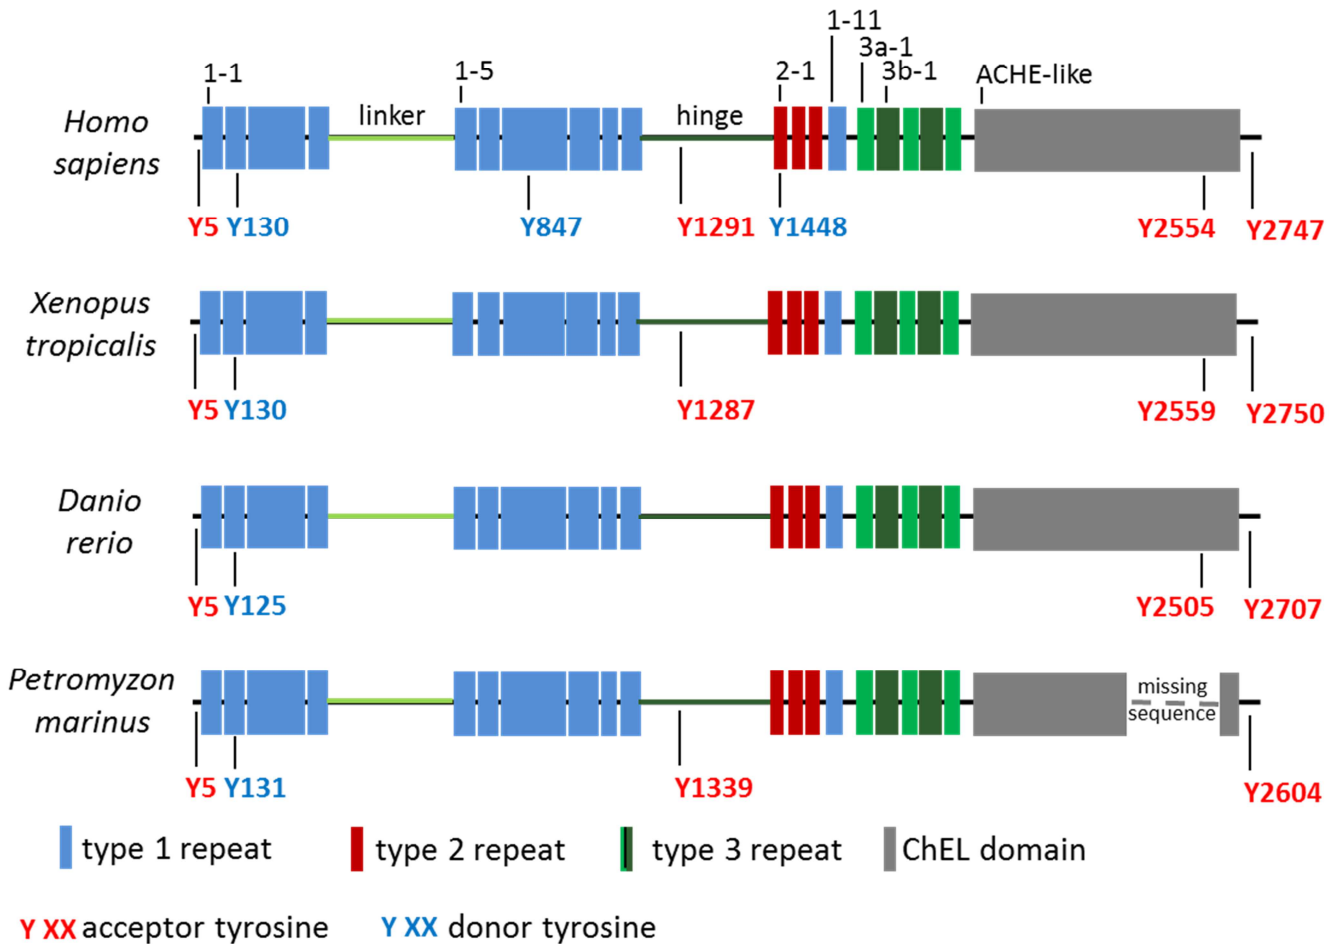 1-11
3a-1
1-1
1-5
2-1
3b-1
ACHE-like
Homo
sapiens
linker
hinge
Y5
Y130
Y847
Y1291
Y1448
Y2554
Y2747
Xenopus
tropicalis
Y5
Y130
Y1287
Y2559
Y2750
Danio
rerio
Y5
Y125
Y2505
Y2707
Petromyzon
marinus
missing
sequence
Y5
Y131
Y1339
Y2604
type 1 repeat
type 2 repeat
type 3 repeat
ChEL domain
Y XX acceptor tyrosine
Y XX donor tyrosine